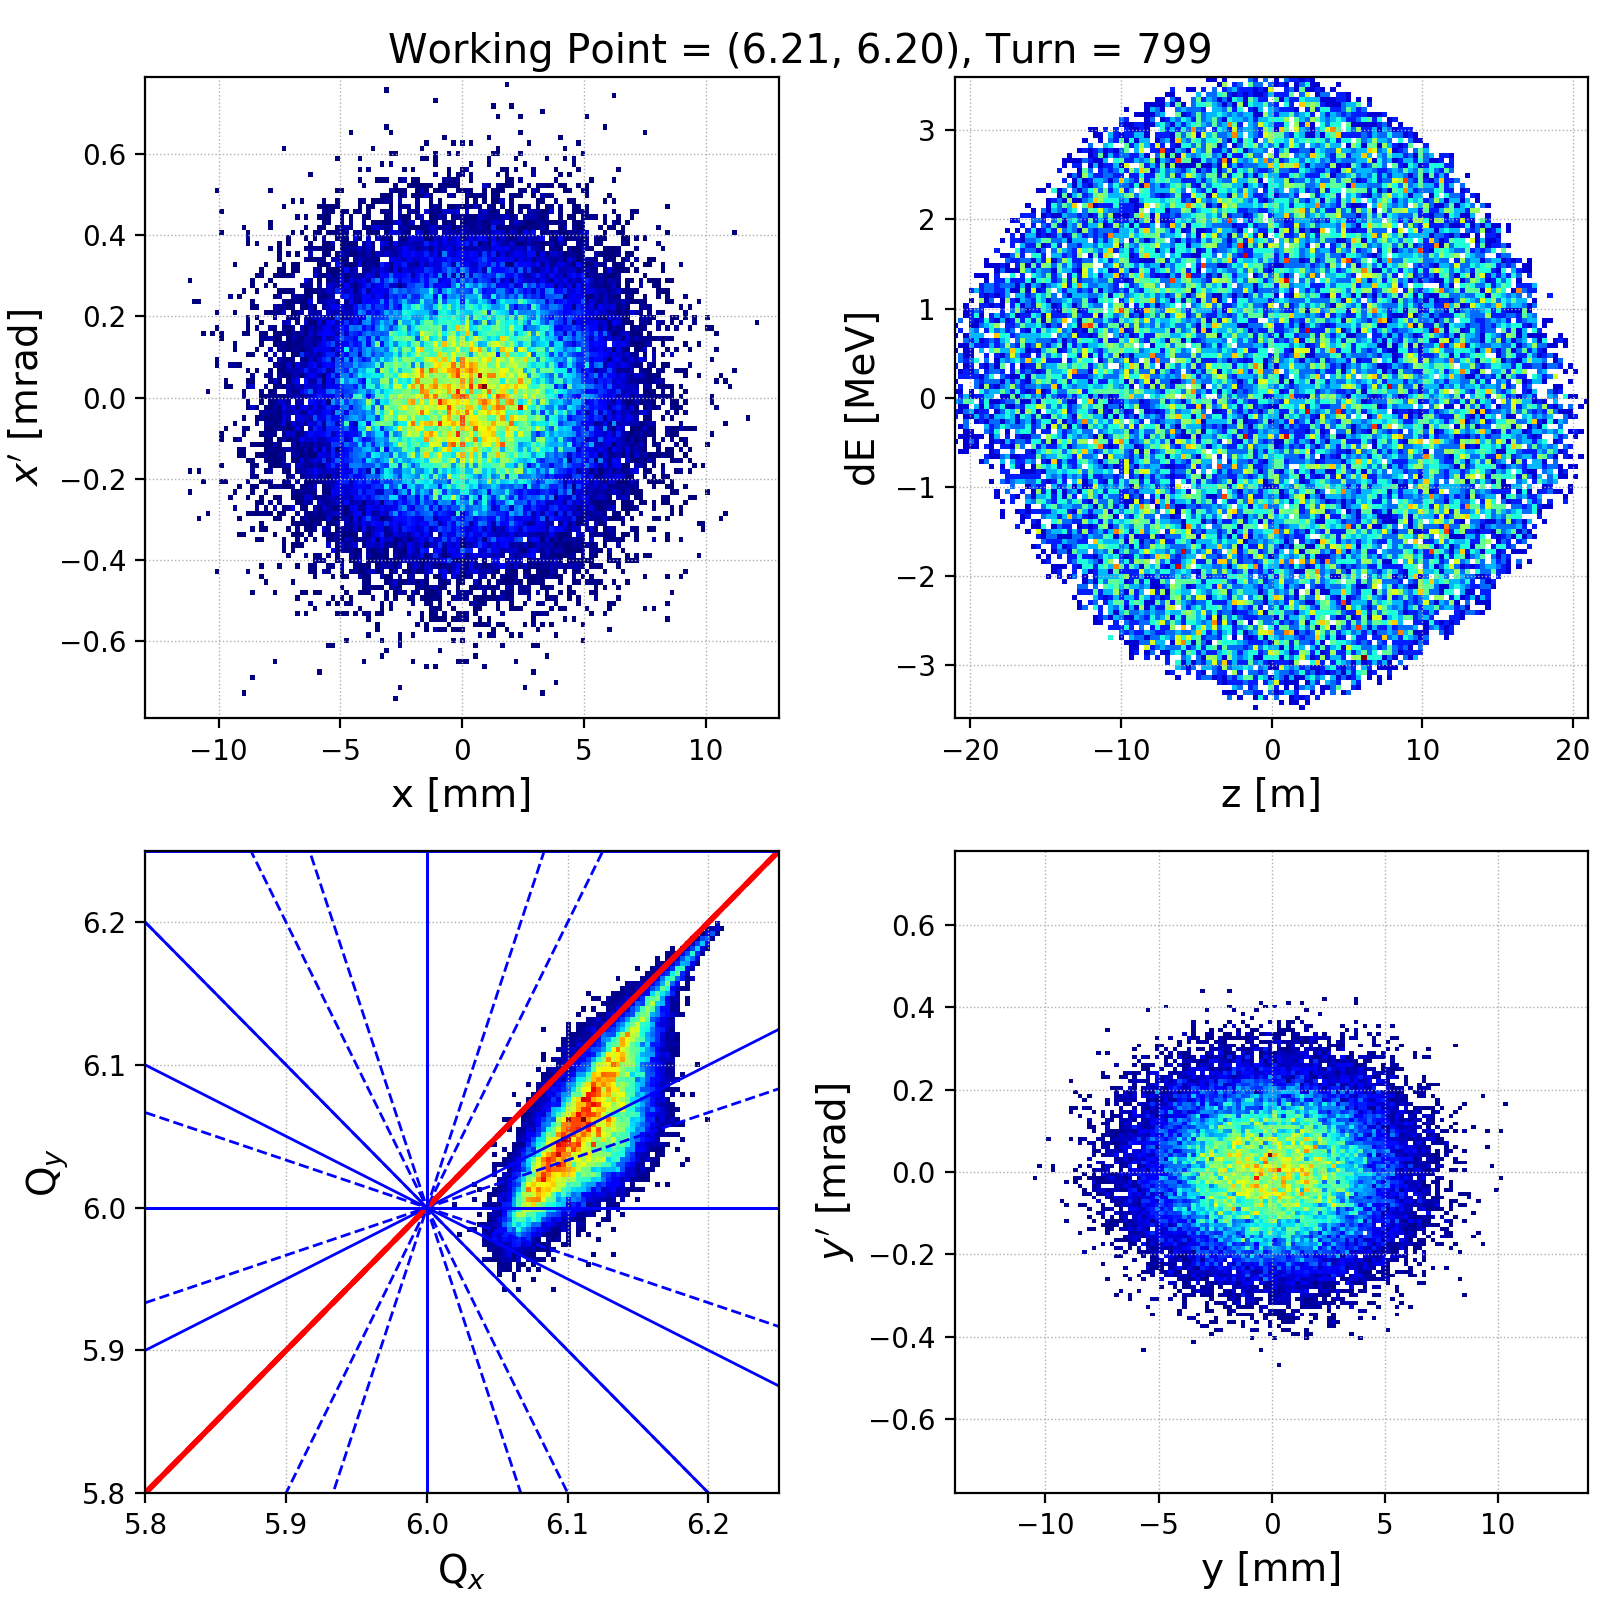 Working Point = (6.21, 6.20), Turn = 799
0.6
0.4
0.2
0.0
−0.2
−0.4
−0.6
x′ [mrad]
−10 −5 0 5 10
x [mm]
3
2
1
0
−1
−2
−3
dE [MeV]
−20 −10 0 10 20
z [m]
6.2
6.1
6.0
5.9
5.8
Qy
5.8 5.9 6.0 6.1 6.2
Qx
0.6
0.4
0.2
0.0
−0.2
−0.4
−0.6
y′ [mrad]
−10 −5 0 5 10
y [mm]